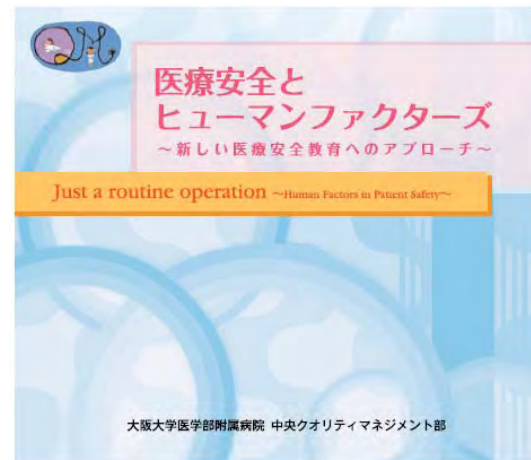 QM
医療安全と
ヒューマンファクターズ
～新しい医療安全教育へのアプローチ～
Just a routine operation ～Human Factors in Patient Safety～
大阪大学医学部附属病院 中央クオリティマネジメント部